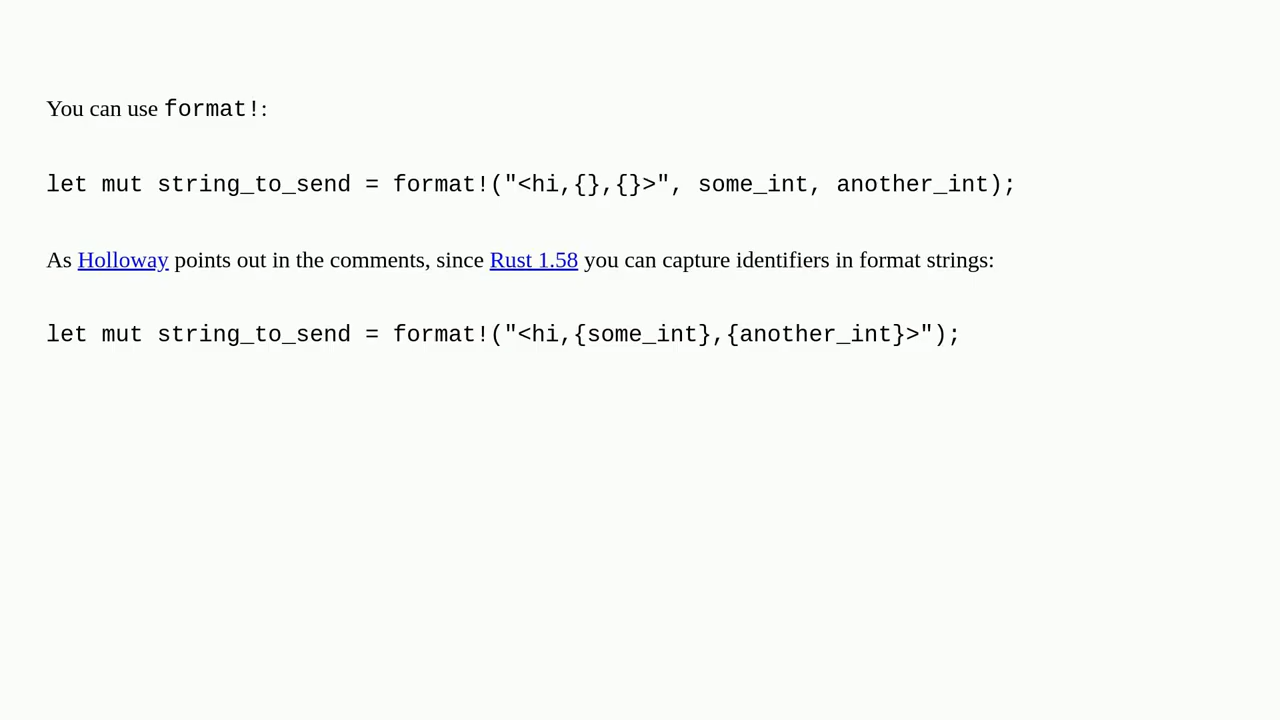 You can use format!:
let mut string_to_send = format!("<hi,{},{}>", some_int, another_int);
As Holloway points out in the comments, since Rust 1.58 you can capture identifiers in format strings:
let mut string_to_send = format!("<hi,{some_int},{another_int}>");